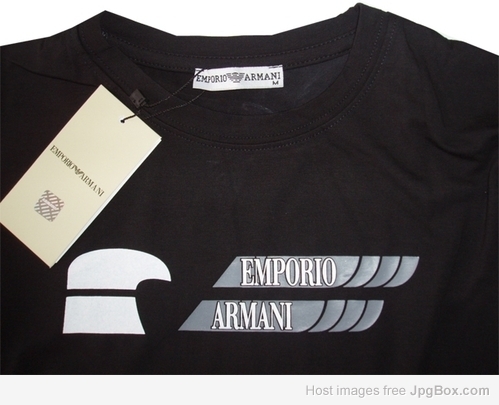 EMPORIO ARMANI
M
EMPORIO ARMANI
EMPORIO
ARMANI
Host images free JpgBox.com